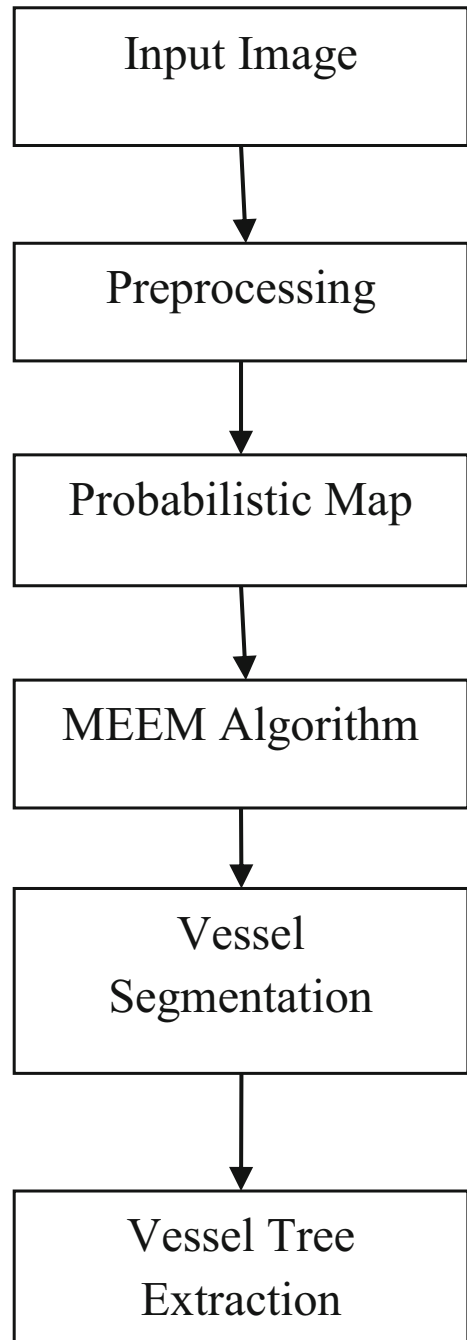 Input Image
Preprocessing
Probabilistic Map
MEEM Algorithm
Vessel
Segmentation
Vessel Tree
Extraction